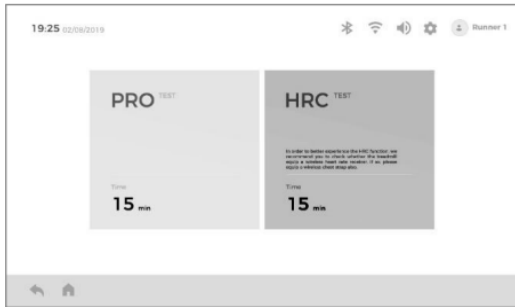 19:25 02/08/2019
Runner 1
PRO TEST
Time
15 min
HRC TEST
In order to better experience the HRC function, we
recommend you to check whether the treadmill
equip a wireless heart rate receiver. If so, please
equip a wireless chest strap also.
Time
15 min